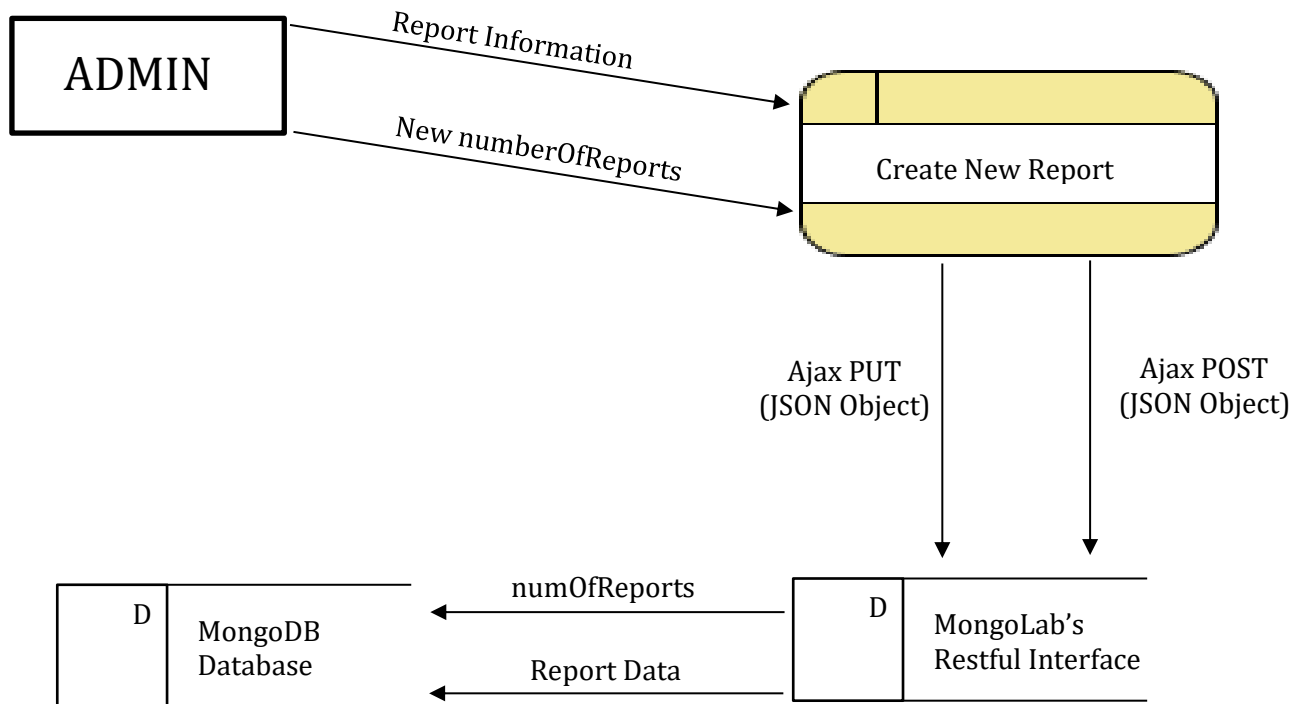 ADMIN
Report Information
New numberOfReports
Create New Report
Ajax PUT
(JSON Object)
Ajax POST
(JSON Object)
D
MongoDB
Database
numOfReports
Report Data
D
MongoLab’s
Restful Interface